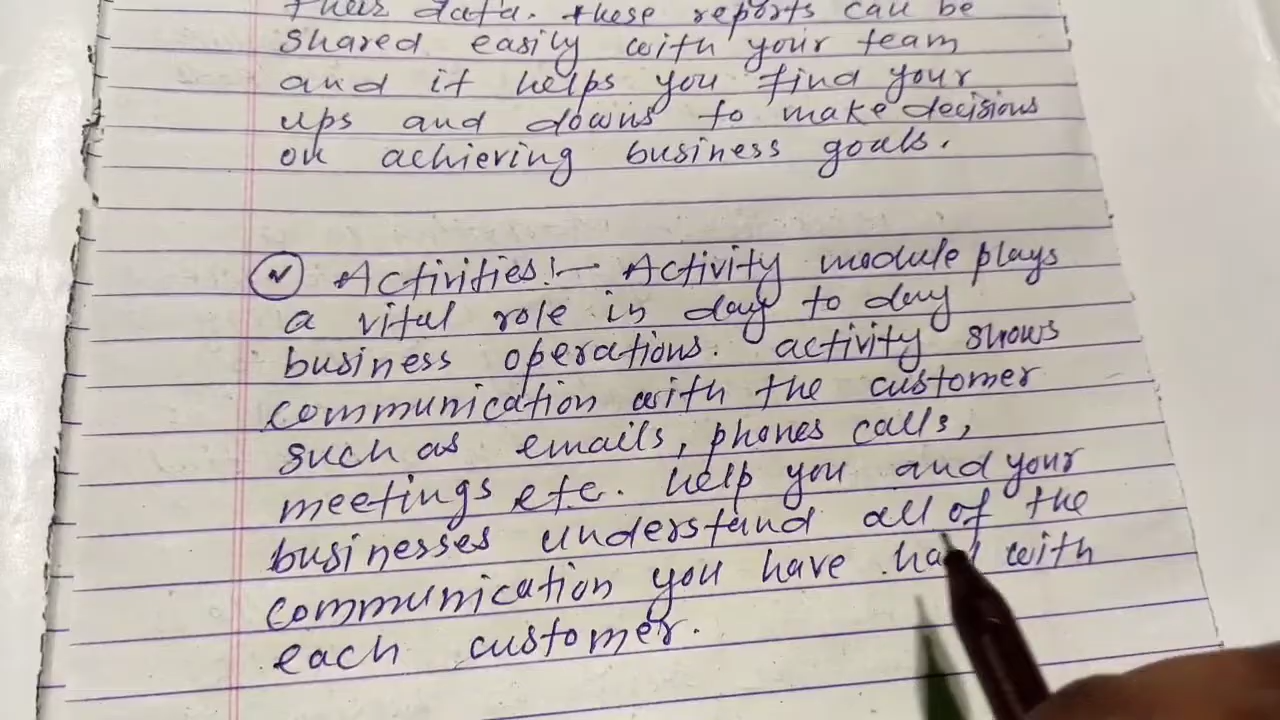 their data. these reports can be
shared easily with your team
and it helps you find your
ups and downs to make decisions
on achieving business goals.
(v) Activities:- Activity module plays
a vital role in day to day
business operations. activity shows
communication with the customer
such as emails, phones calls,
meetings etc. help you and your
businesses understand all of the
communication you have had with
each customer.